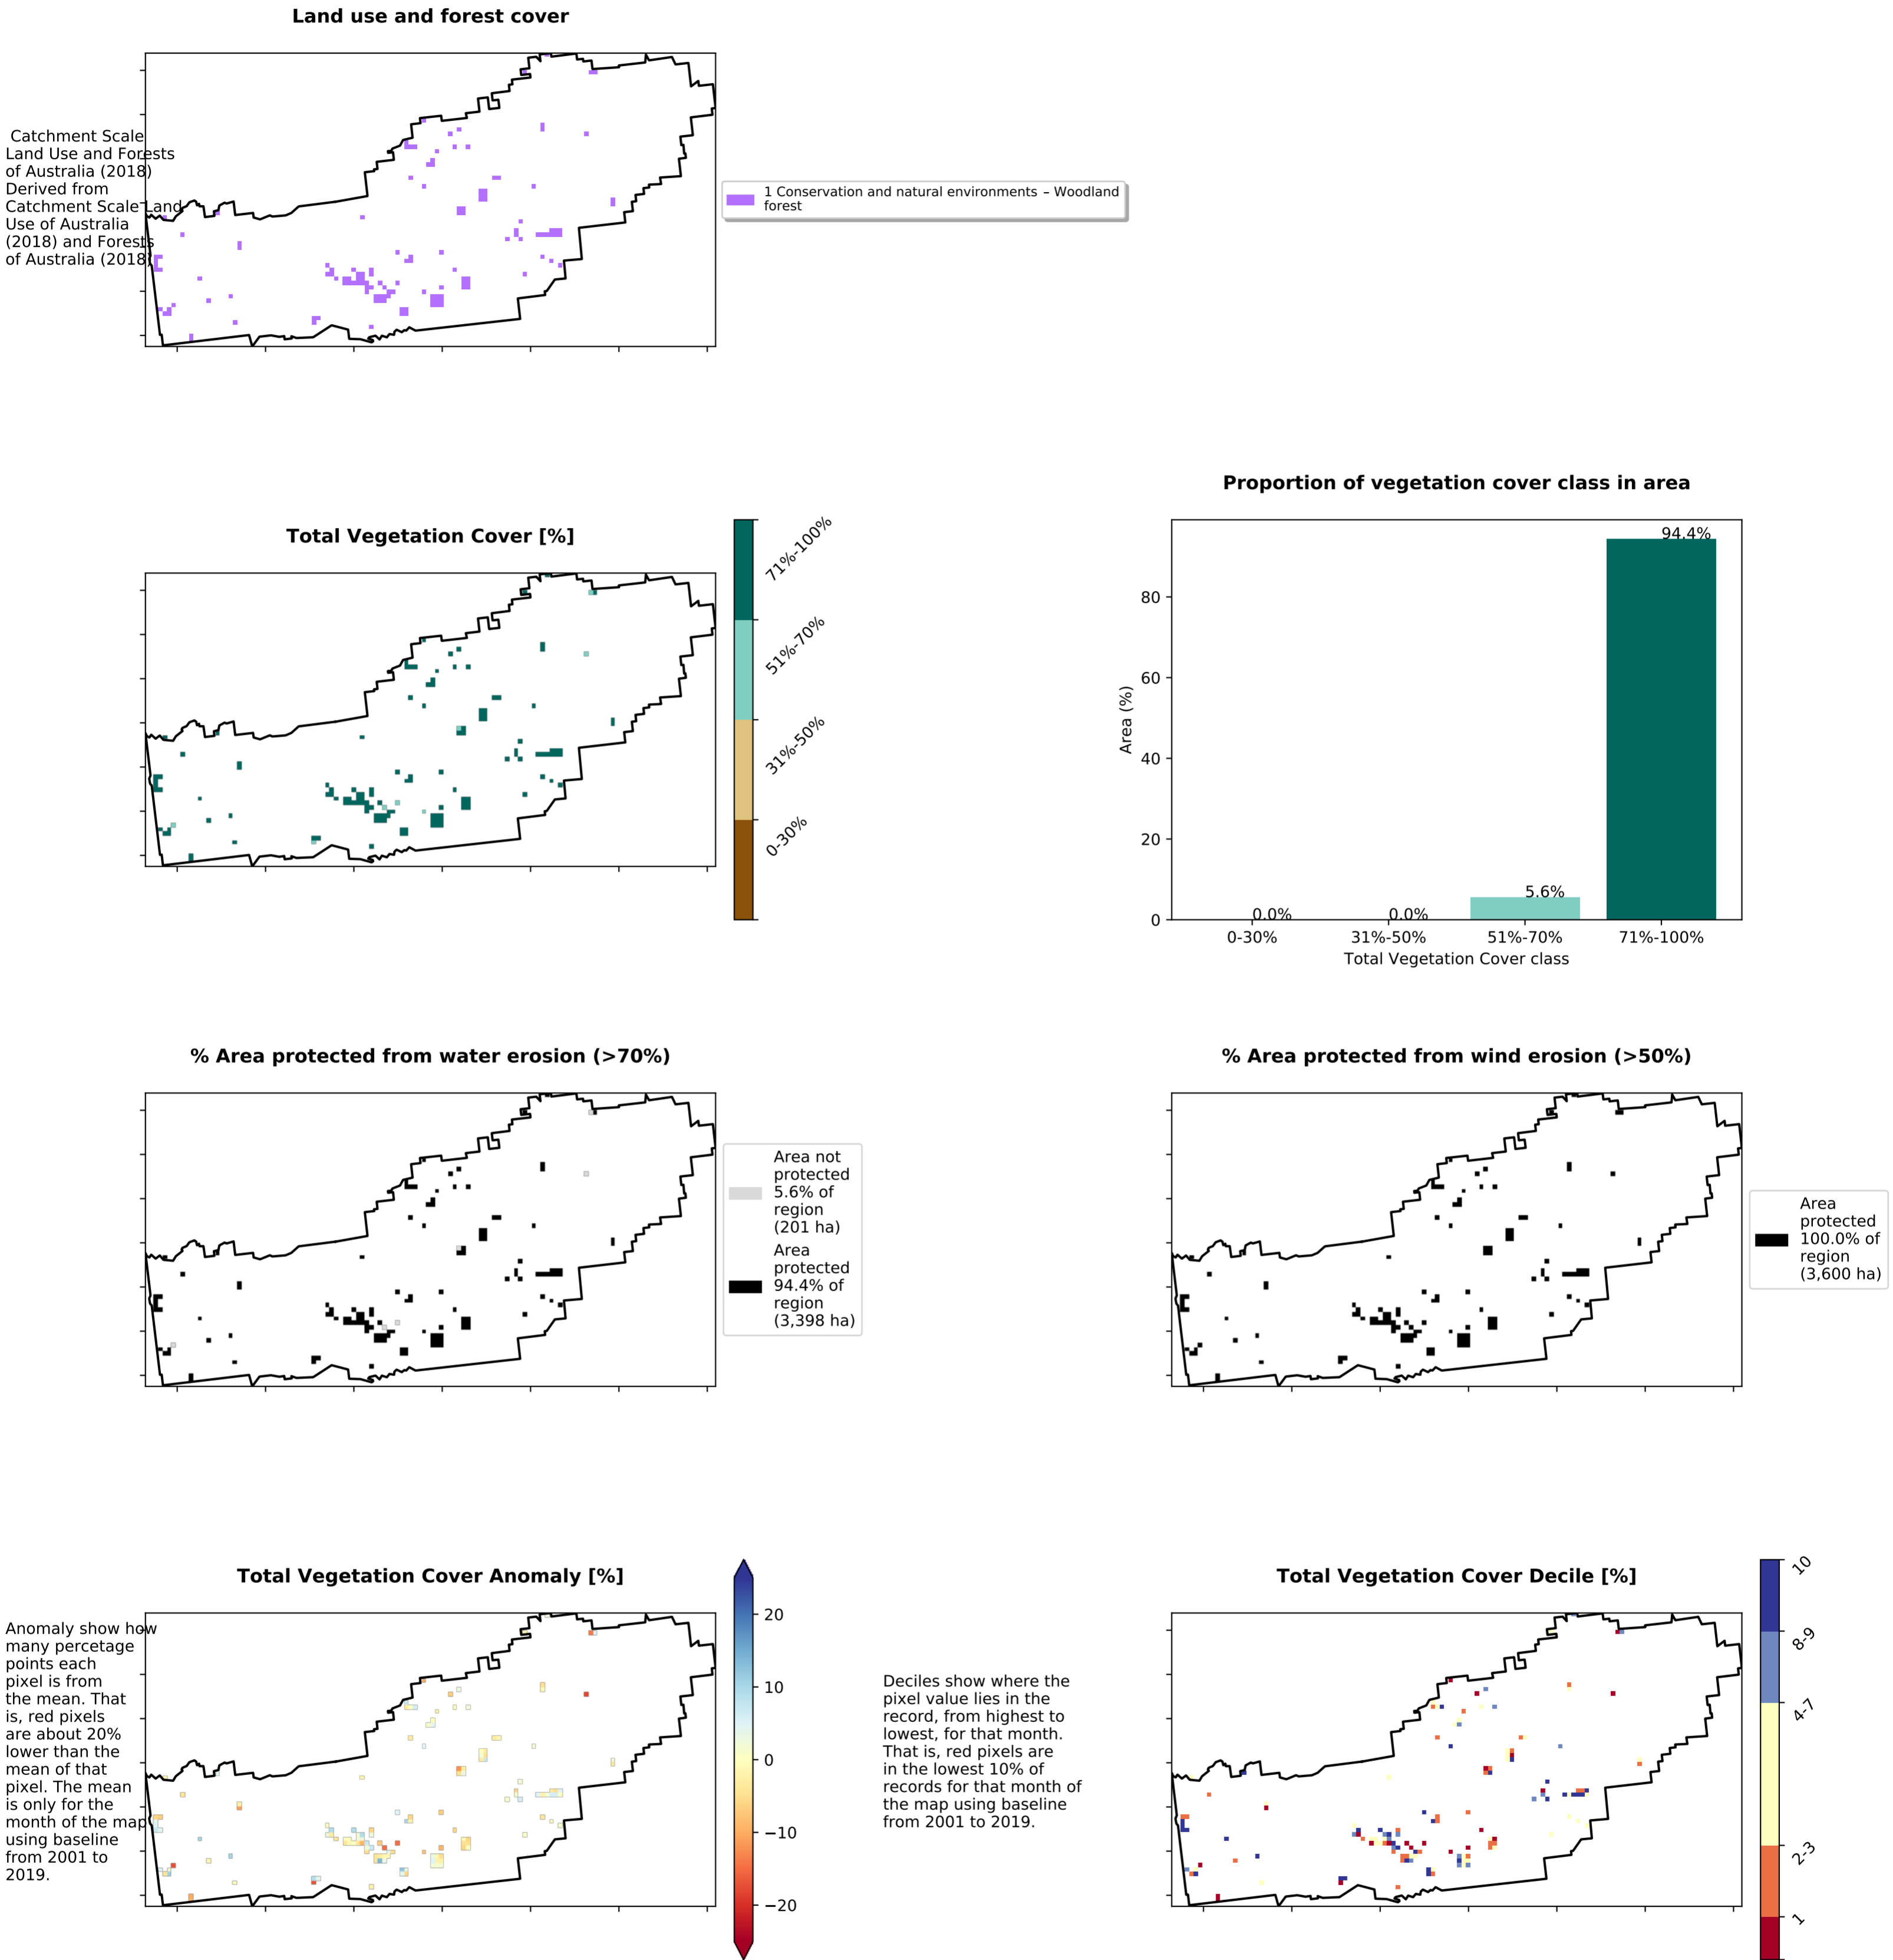 Land use and forest cover
Catchment Scale
Land Use and Forests
of Australia (2018)
Derived from
Catchment Scale Land
Use of Australia
(2018) and Forests
of Australia (2018)
1 Conservation and natural environments – Woodland
forest
Total Vegetation Cover [%]
71%-100%
51%-70%
31%-50%
0-30%
Proportion of vegetation cover class in area
Area (%)
80
60
40
20
0
0.0%
0.0%
5.6%
94.4%
0-30%
31%-50%
51%-70%
71%-100%
Total Vegetation Cover class
% Area protected from water erosion (>70%)
Area not
protected
5.6% of
region
(201 ha)
Area
protected
94.4% of
region
(3,398 ha)
% Area protected from wind erosion (>50%)
Area
protected
100.0% of
region
(3,600 ha)
Total Vegetation Cover Anomaly [%]
Anomaly show how
many percetage
points each
pixel is from
the mean. That
is, red pixels
are about 20%
lower than the
mean of that
pixel. The mean
is only for the
month of the map
using baseline
from 2001 to
2019.
20
10
0
−10
−20
Total Vegetation Cover Decile [%]
Deciles show where the
pixel value lies in the
record, from highest to
lowest, for that month.
That is, red pixels are
in the lowest 10% of
records for that month of
the map using baseline
from 2001 to 2019.
10
8-9
4-7
2-3
1